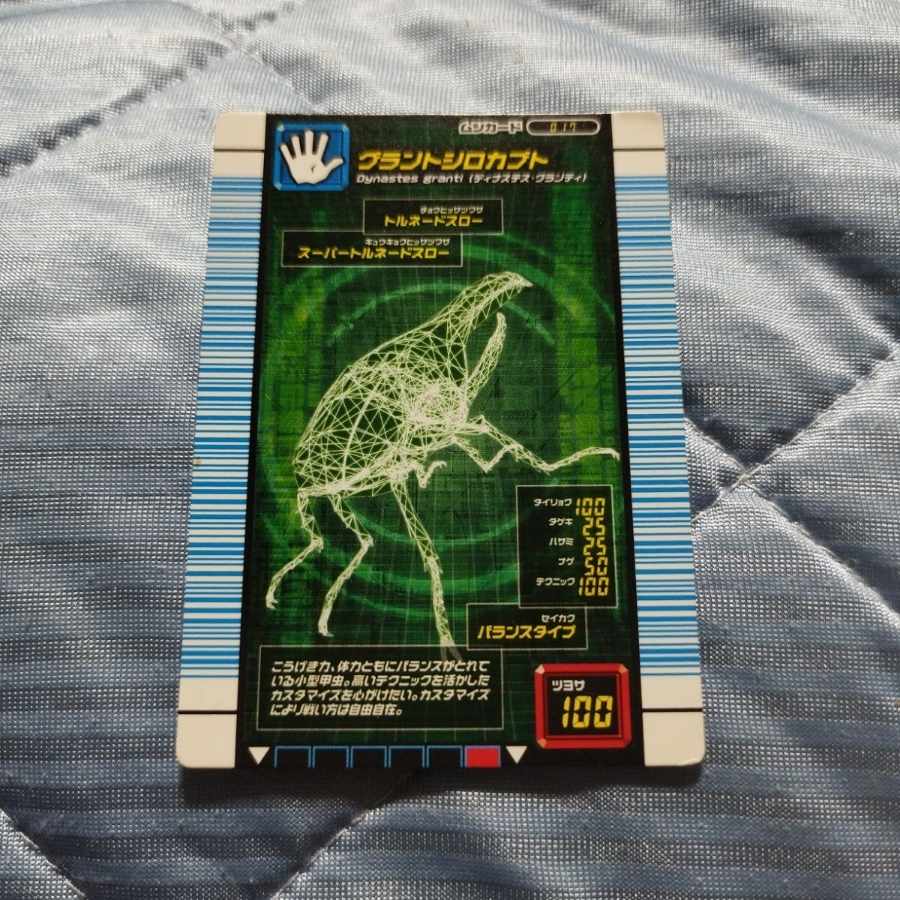 ムシカード 017
グラントシロカブト
Dynastes granti (ディナステス・グランティ)
チョウヒッサツワザ
トルネードスロー
キュウキョクヒッサツワザ
スーパートルネードスロー
タイリョク 100
ダゲキ 25
ハサミ 25
ナゲ 50
テクニック 100
セイカク
バランスタイプ
こうげき力、体力ともにバランスがとれて
いる小型甲虫。高いテクニックを活かした
カスタマイズを心がけたい。カスタマイズ
により戦い方は自由自在。
ツヨサ
100